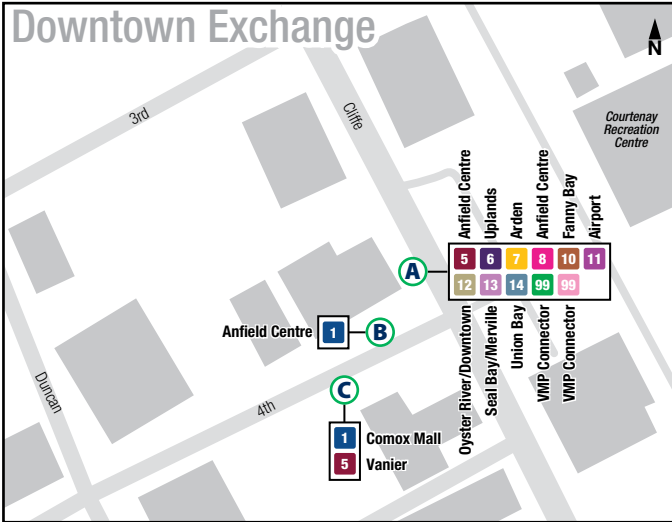 Downtown Exchange
N
3rd
Cliffe
Courtenay
Recreation
Centre
Anfield Centre
Uplands
Arden
Anfield Centre
Fanny Bay
Airport
A
5 6 7 8 10 11
12 13 14 99 99
Oyster River/Downtown
Seal Bay/Merville
Union Bay
VMP Connector
VMP Connector
Anfield Centre 1 B
Duncan
4th
C
1 Comox Mall
5 Vanier